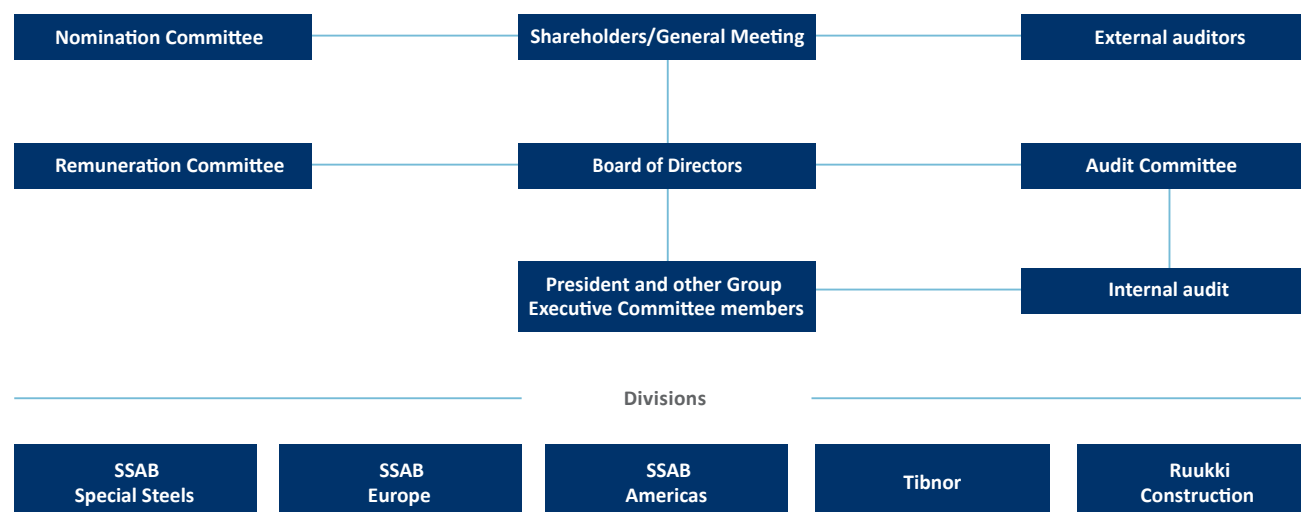 Nomination Committee
Shareholders/General Meeting
External auditors
Remuneration Committee
Board of Directors
Audit Committee
President and other Group
Executive Committee members
Internal audit
Divisions
SSAB
Special Steels
SSAB
Europe
SSAB
Americas
Tibnor
Ruukki
Construction